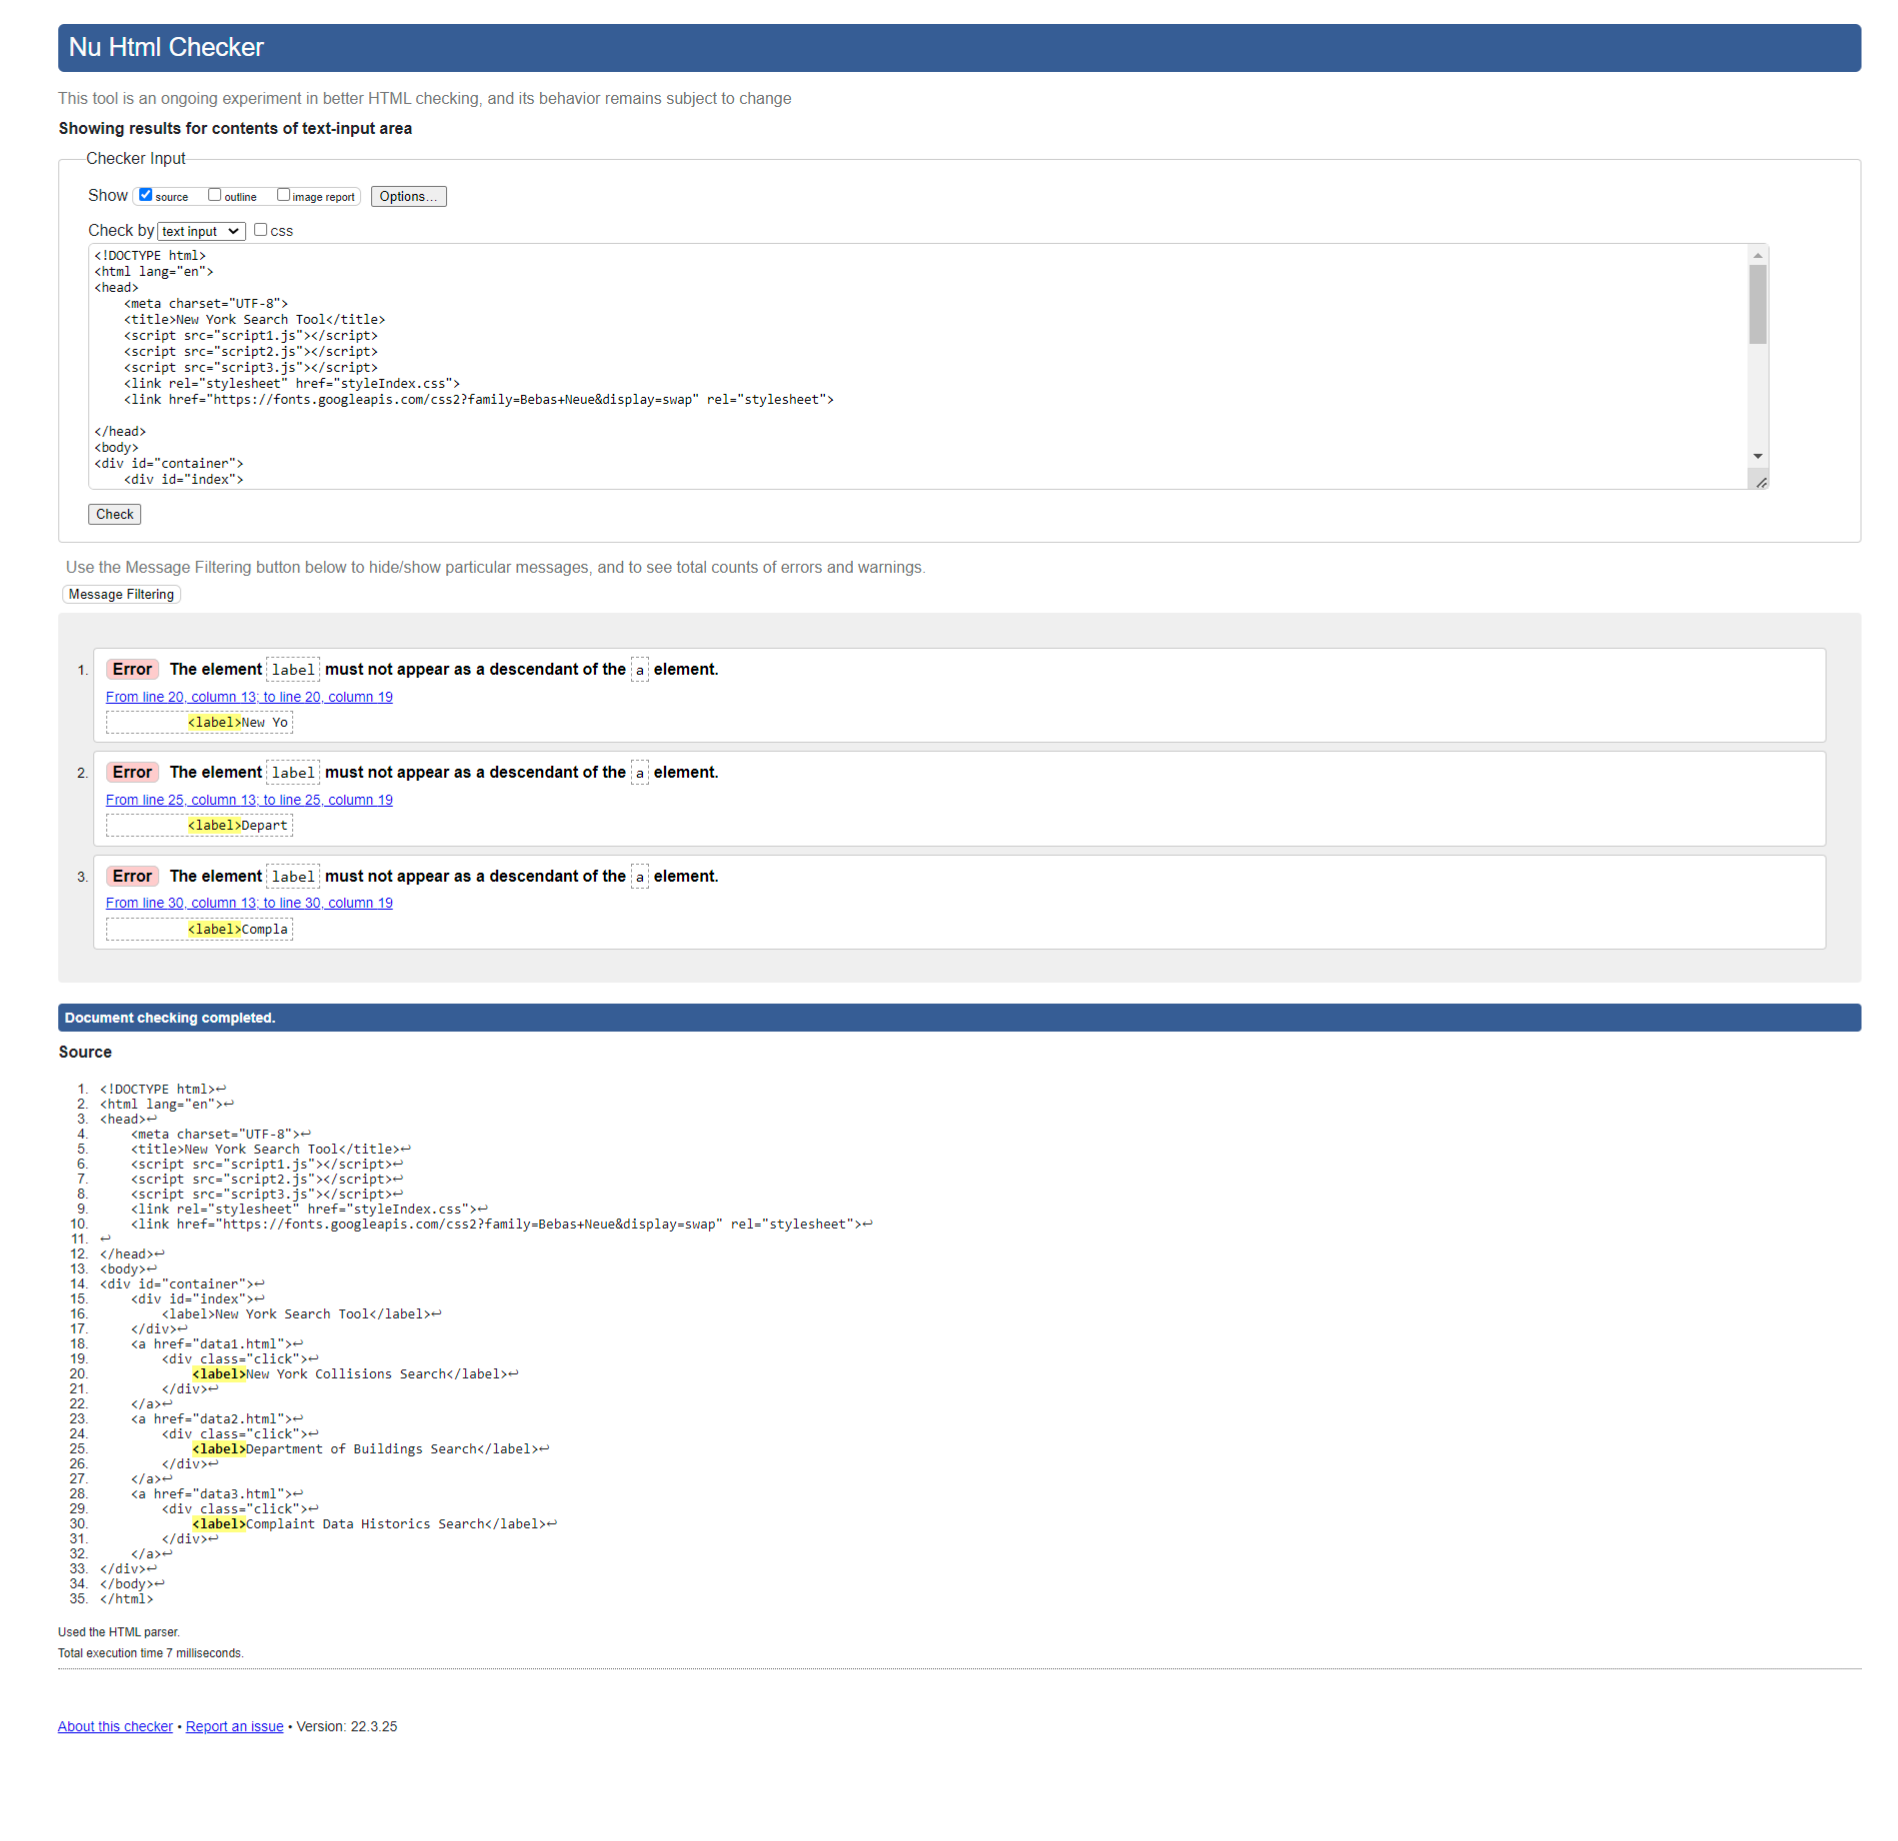 Nu Html Checker
This tool is an ongoing experiment in better HTML checking, and its behavior remains subject to change
Showing results for contents of text-input area
Checker Input
Show source outline image report Options...
Check by text input css
<!DOCTYPE html>
<html lang="en">
<head>
    <meta charset="UTF-8">
    <title>New York Search Tool</title>
    <script src="script1.js"></script>
    <script src="script2.js"></script>
    <script src="script3.js"></script>
    <link rel="stylesheet" href="styleIndex.css">
    <link href="https://fonts.googleapis.com/css2?family=Bebas+Neue&display=swap" rel="stylesheet">
</head>
<body>
<div id="container">
    <div id="index">
Check
Use the Message Filtering button below to hide/show particular messages, and to see total counts of errors and warnings.
Message Filtering
1. Error The element label must not appear as a descendant of the a element.
From line 20, column 13; to line 20, column 19
<label>New Yo
2. Error The element label must not appear as a descendant of the a element.
From line 25, column 13; to line 25, column 19
<label>Depart
3. Error The element label must not appear as a descendant of the a element.
From line 30, column 13; to line 30, column 19
<label>Compla
Document checking completed.
Source
1. <!DOCTYPE html>↩
2. <html lang="en">↩
3. <head>↩
4.     <meta charset="UTF-8">↩
5.     <title>New York Search Tool</title>↩
6.     <script src="script1.js"></script>↩
7.     <script src="script2.js"></script>↩
8.     <script src="script3.js"></script>↩
9.     <link rel="stylesheet" href="styleIndex.css">↩
10.     <link href="https://fonts.googleapis.com/css2?family=Bebas+Neue&display=swap" rel="stylesheet">↩
11. ↩
12. </head>↩
13. <body>↩
14. <div id="container">↩
15.     <div id="index">↩
16.         <label>New York Search Tool</label>↩
17.     </div>↩
18.     <a href="data1.html">↩
19.         <div class="click">↩
20.             <label>New York Collisions Search</label>↩
21.         </div>↩
22.     </a>↩
23.     <a href="data2.html">↩
24.         <div class="click">↩
25.             <label>Department of Buildings Search</label>↩
26.         </div>↩
27.     </a>↩
28.     <a href="data3.html">↩
29.         <div class="click">↩
30.             <label>Complaint Data Historics Search</label>↩
31.         </div>↩
32.     </a>↩
33. </div>↩
34. </body>↩
35. </html>
Used the HTML parser.
Total execution time 7 milliseconds.
About this checker • Report an issue • Version: 22.3.25